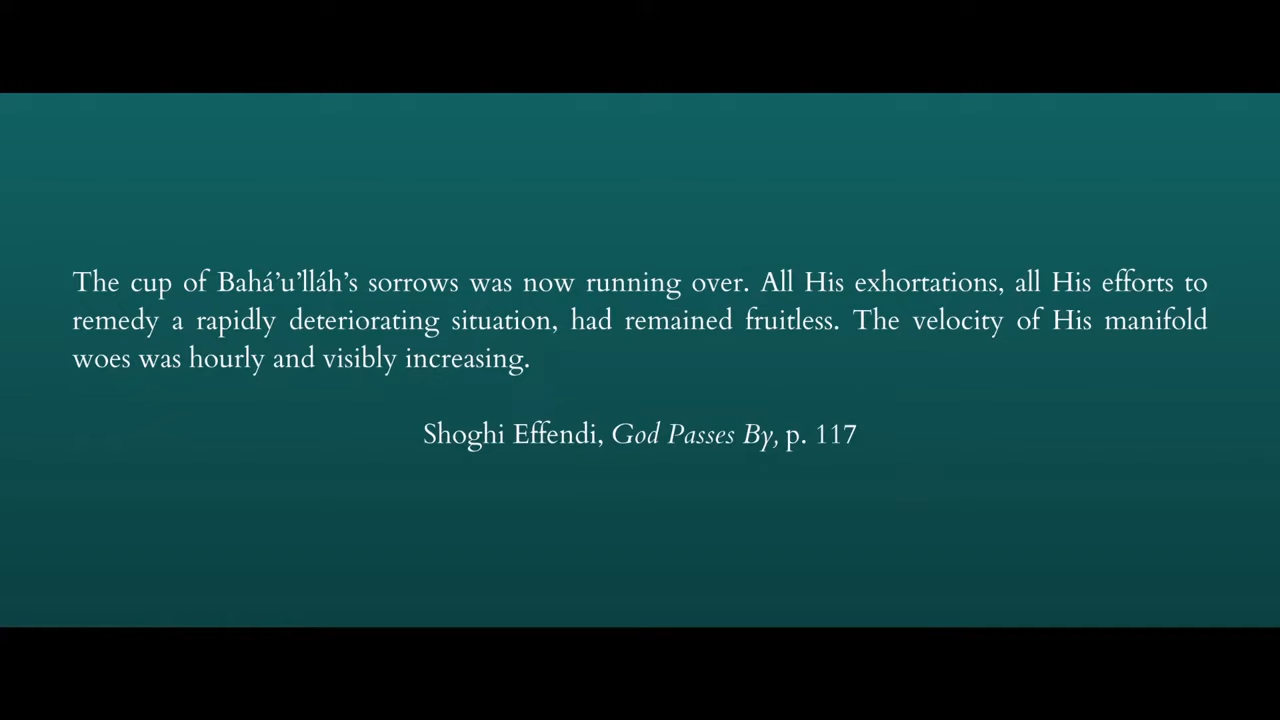 The cup of Bahá’u’lláh’s sorrows was now running over. All His exhortations, all His efforts to
remedy a rapidly deteriorating situation, had remained fruitless. The velocity of His manifold
woes was hourly and visibly increasing.
Shoghi Effendi, God Passes By, p. 117